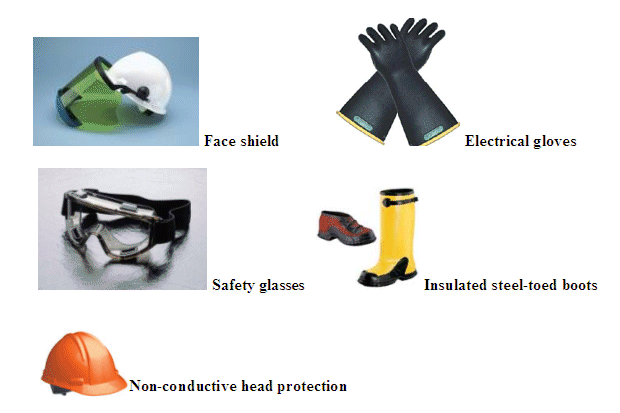 Face shield
Electrical gloves
Safety glasses
Insulated steel-toed boots
Non-conductive head protection